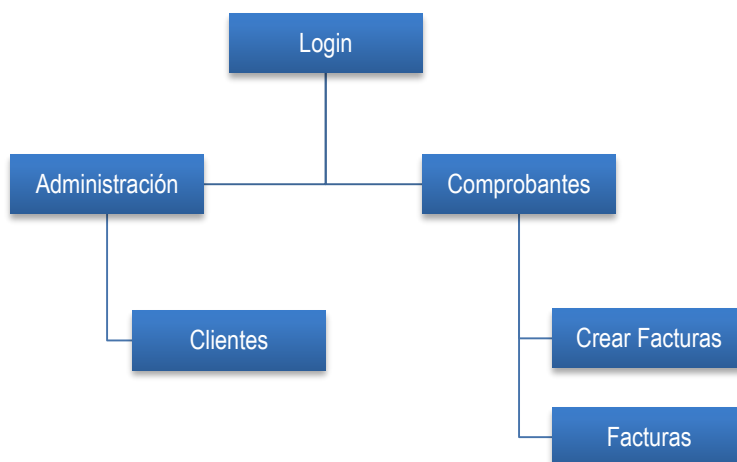 Login
Administración
Comprobantes
Clientes
Crear Facturas
Facturas